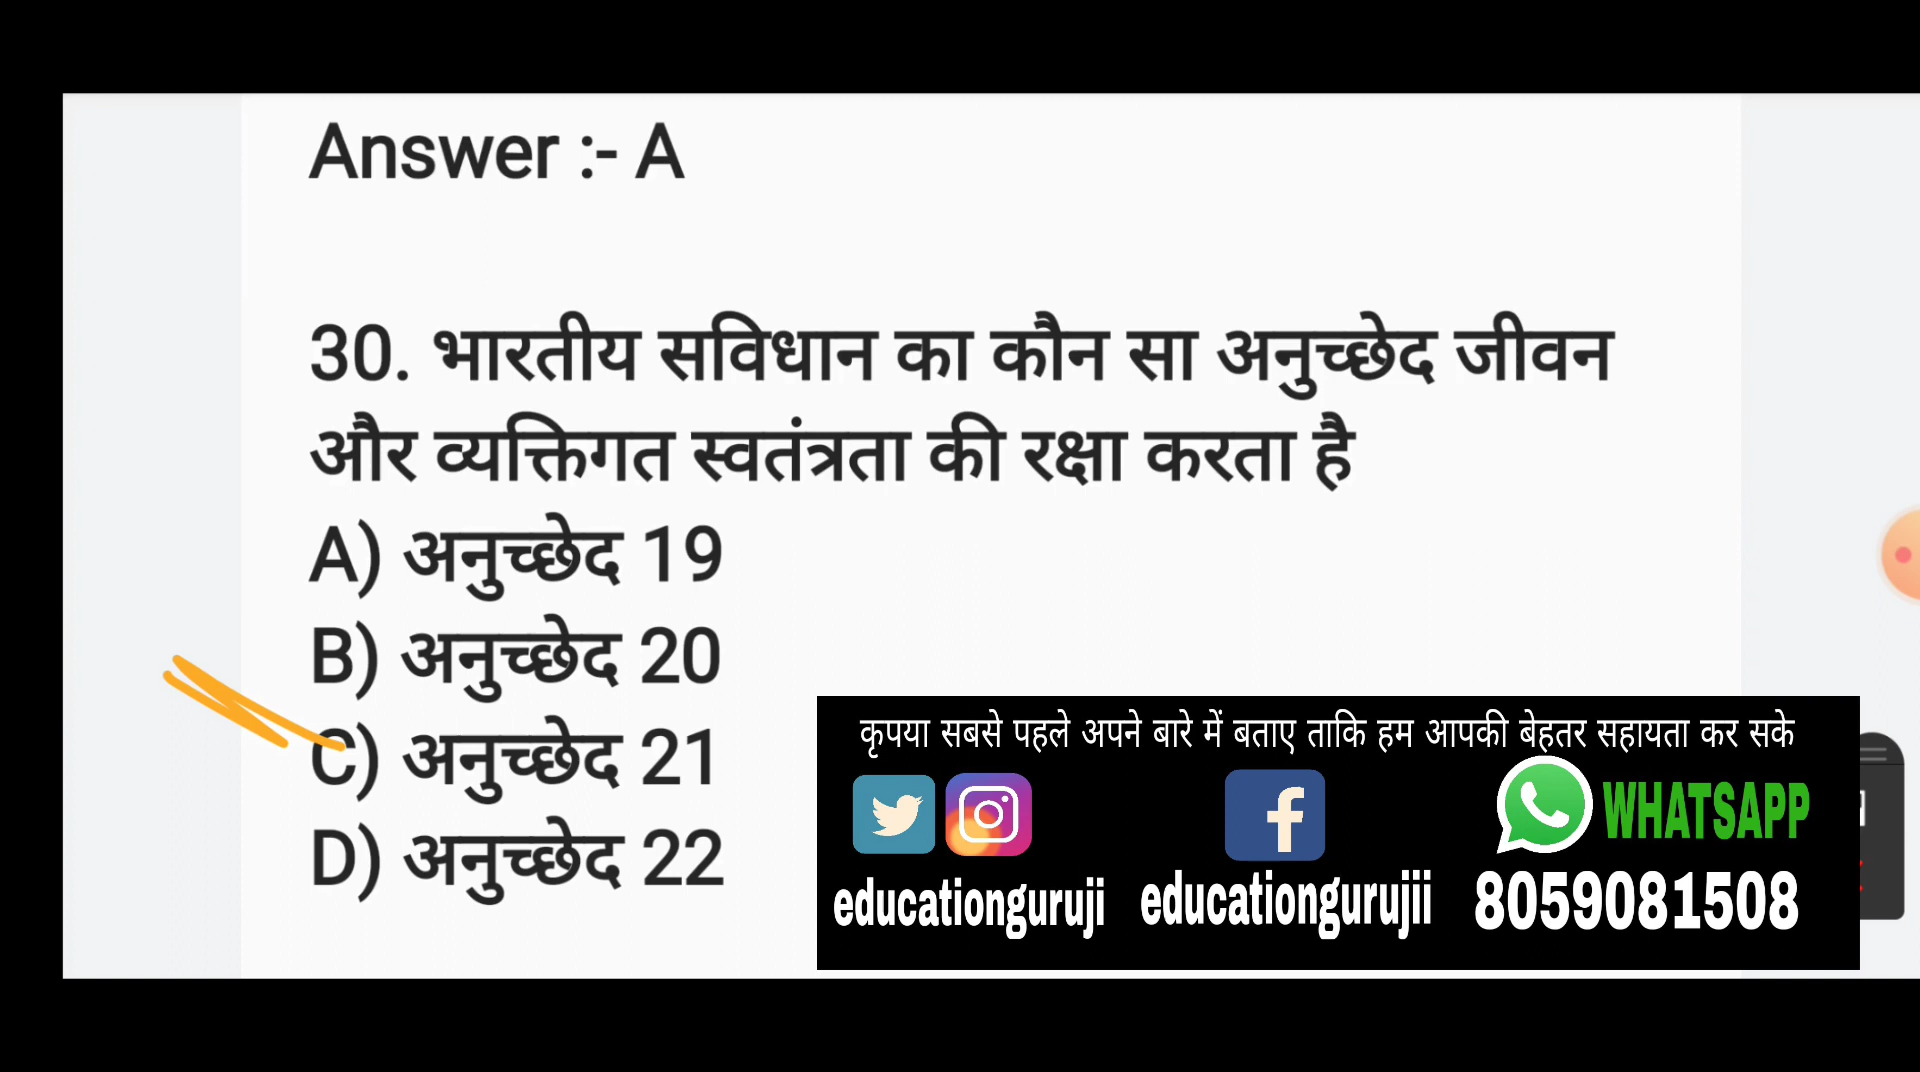 Answer :- A
30. भारतीय सविधान का कौन सा अनुच्छेद जीवन
और व्यक्तिगत स्वतंत्रता की रक्षा करता है
A) अनुच्छेद 19
B) अनुच्छेद 20
C) अनुच्छेद 21
D) अनुच्छेद 22
कृपया सबसे पहले अपने बारे में बताए ताकि हम आपकी बेहतर सहायता कर सके
WHATSAPP
educationguruji educationgurujii 8059081508